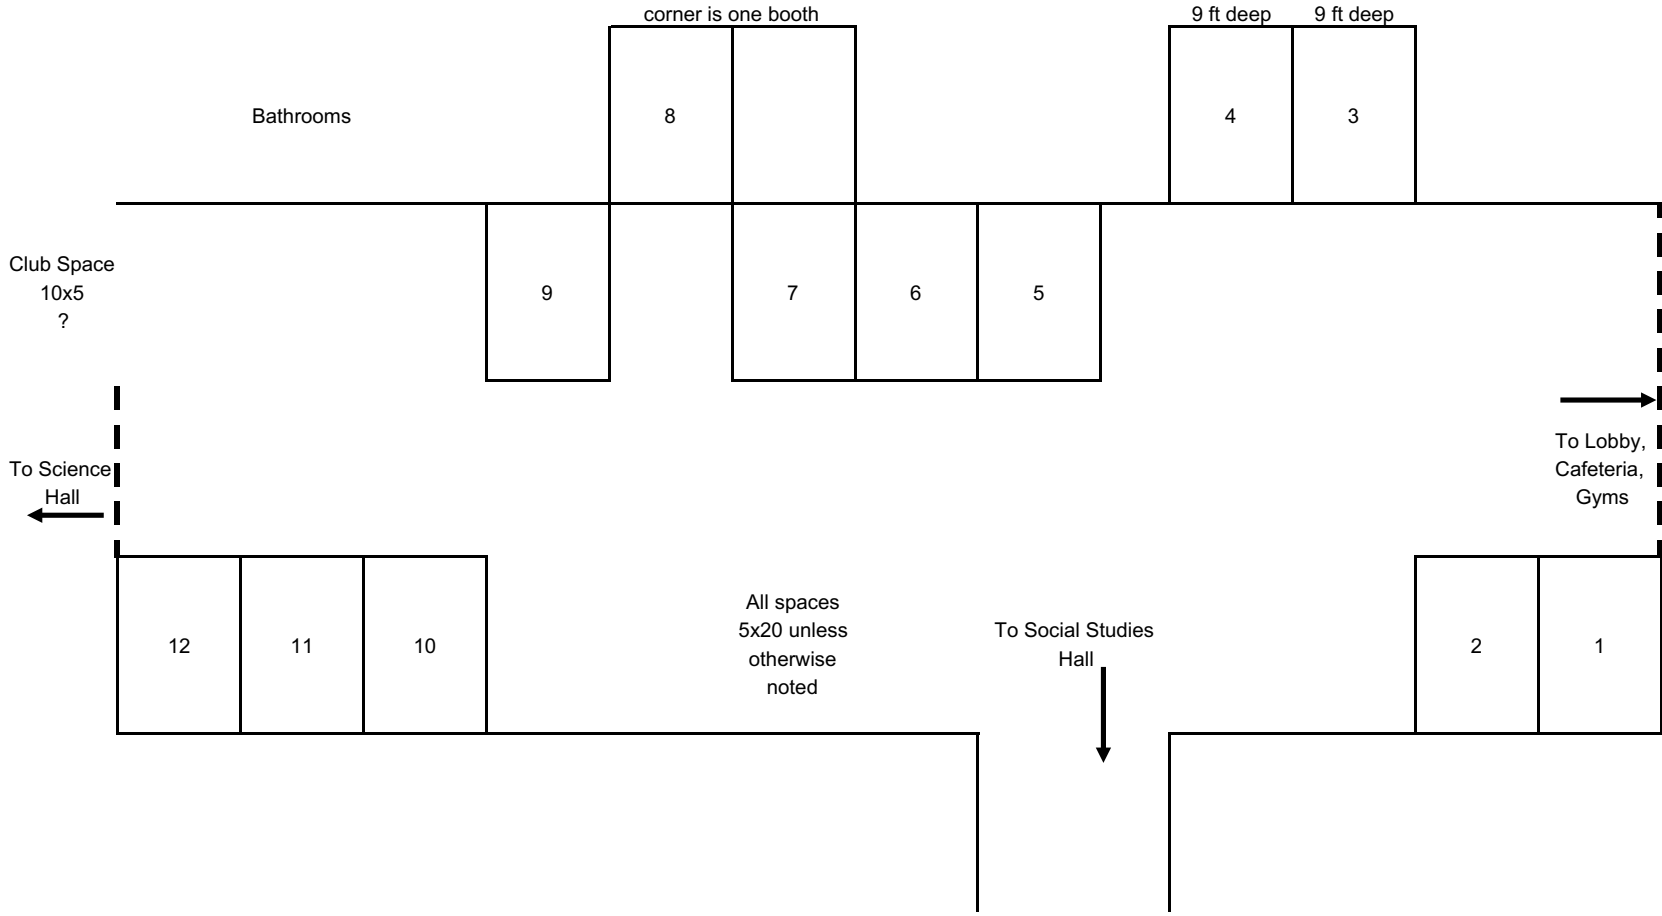 corner is one booth
9 ft deep
9 ft deep
Bathrooms
8
4
3
Club Space
10x5
?
9
7
6
5
To Science
Hall
To Lobby,
Cafeteria,
Gyms
12
11
10
All spaces
5x20 unless
otherwise
noted
To Social Studies
Hall
2
1